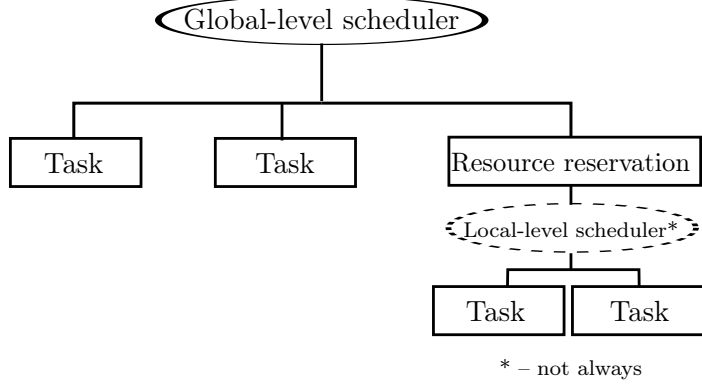 Global-level scheduler
Task
Task
Resource reservation
Local-level scheduler*
Task
Task
* – not always